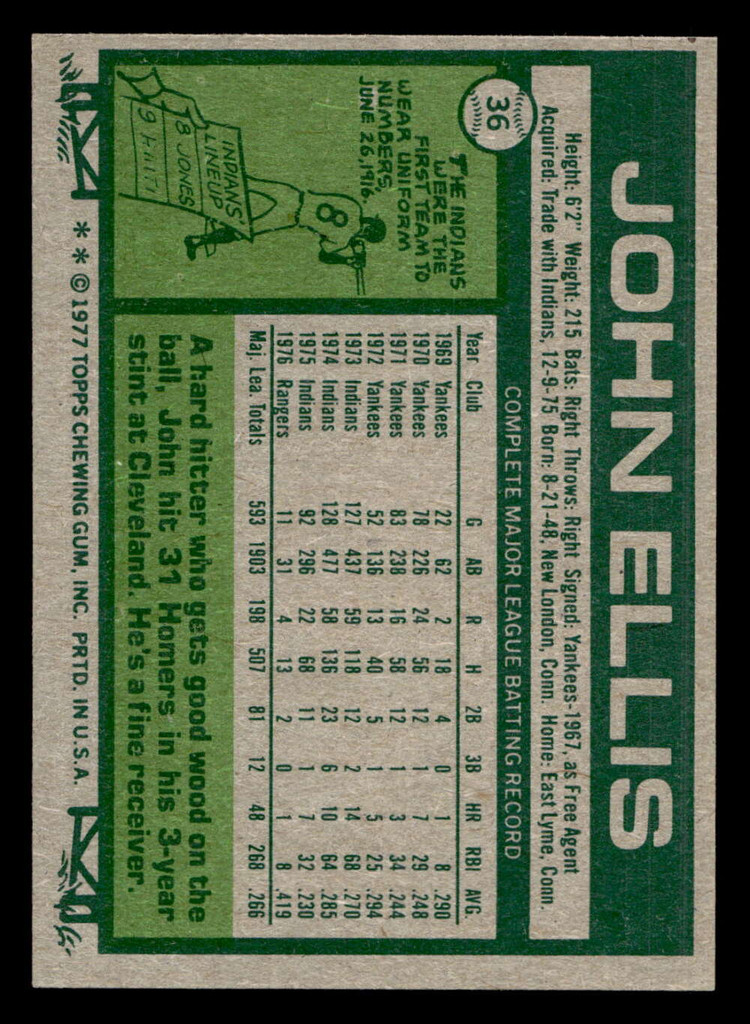 JOHN ELLIS
36
Height: 6'2" Weight: 215 Bats: Right Throws: Right Signed: Yankees-1967, as Free Agent
Acquired: Trade with Indians, 12-9-75 Born: 8-21-48, New London, Conn. Home: East Lyme, Conn.
THE INDIANS
WERE THE
FIRST TEAM TO
WEAR UNIFORM
NUMBERS,
JUNE 26, 1916.
8
INDIANS'
LINEUP
8 JONES
9 HMITI
COMPLETE MAJOR LEAGUE BATTING RECORD
Year Club G AB R H 2B 3B HR RBI AVG.
1969 Yankees 22 62 2 18 4 0 1 8 .290
1970 Yankees 78 226 24 56 12 1 7 29 .248
1971 Yankees 83 238 16 58 12 1 3 34 .244
1972 Yankees 52 136 13 40 5 1 5 25 .294
1973 Indians 127 437 59 118 12 2 14 68 .270
1974 Indians 128 477 58 136 23 6 10 64 .285
1975 Indians 92 296 22 68 11 1 7 32 .230
1976 Rangers 11 31 4 13 2 0 1 8 .419
Maj. Lea. Totals 593 1903 198 507 81 12 48 268 .266
A hard hitter who gets good wood on the
ball, John hit 31 Homers in his 3-year
stint at Cleveland. He's a fine receiver.
** © 1977 TOPPS CHEWING GUM, INC. PRTD. IN U.S.A.